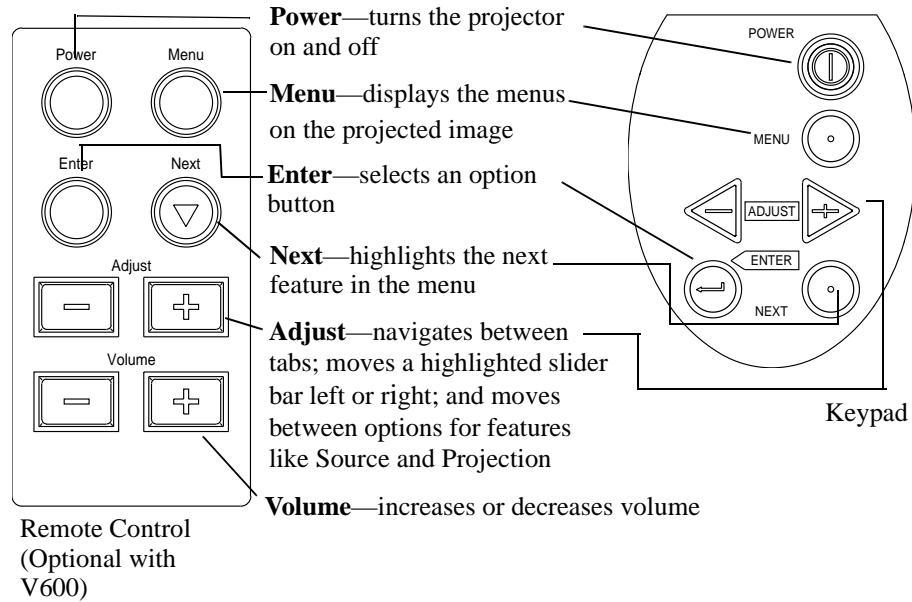 Power
Menu
Enter
Next
Adjust
Volume
Remote Control
(Optional with
V600)
Power—turns the projector
on and off
Menu—displays the menus
on the projected image
Enter—selects an option
button
Next—highlights the next
feature in the menu
Adjust—navigates between
tabs; moves a highlighted slider
bar left or right; and moves
between options for features
like Source and Projection
Volume—increases or decreases volume
POWER
MENU
ADJUST
ENTER
NEXT
Keypad